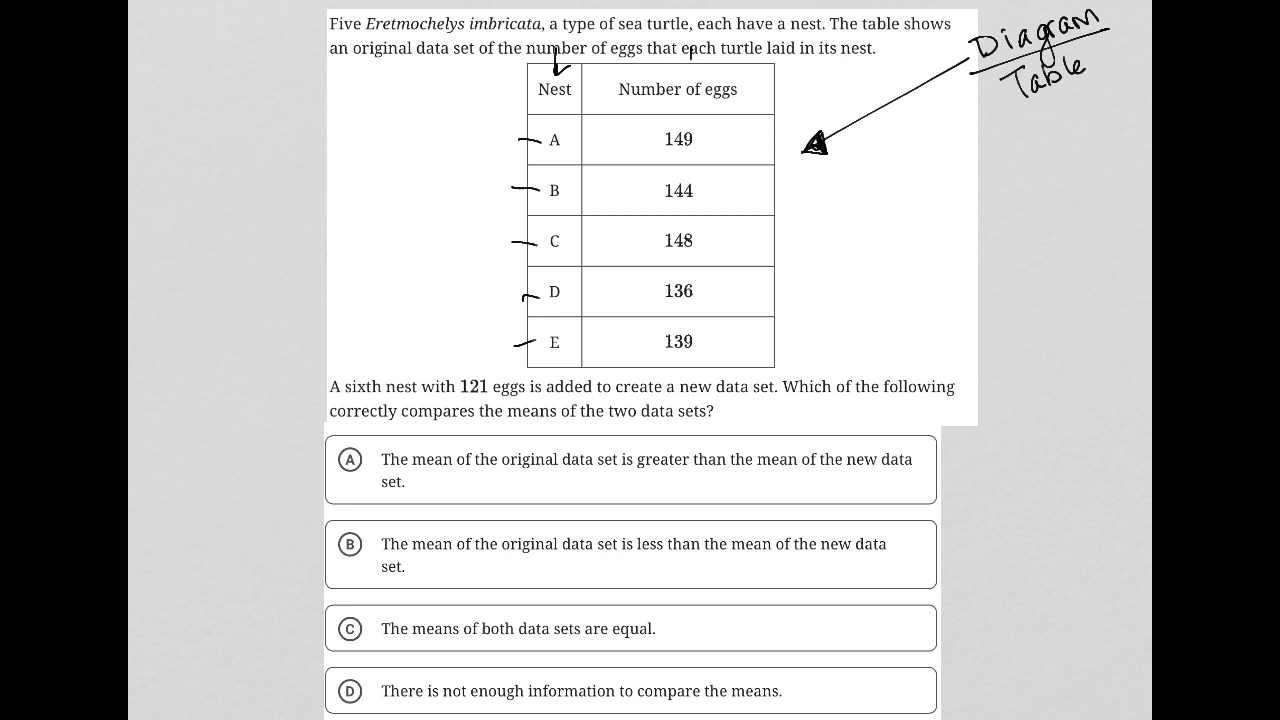 Five Eretmochelys imbricata, a type of sea turtle, each have a nest. The table shows
an original data set of the number of eggs that each turtle laid in its nest.
Diagram
Table
Nest Number of eggs
A 149
B 144
C 148
D 136
E 139
A sixth nest with 121 eggs is added to create a new data set. Which of the following
correctly compares the means of the two data sets?
A The mean of the original data set is greater than the mean of the new data
set.
B The mean of the original data set is less than the mean of the new data
set.
C The means of both data sets are equal.
D There is not enough information to compare the means.